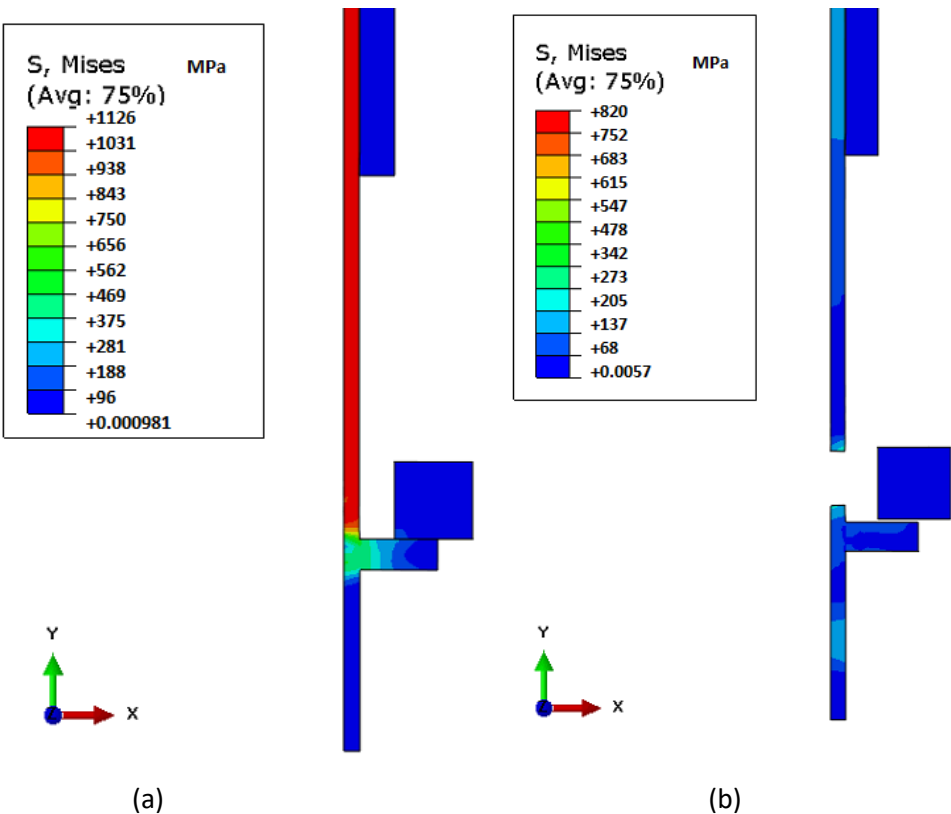 S, Mises MPa
(Avg: 75%)
+1126
+1031
+938
+843
+750
+656
+562
+469
+375
+281
+188
+96
+0.000981
Y
X
(a)
S, Mises MPa
(Avg: 75%)
+820
+752
+683
+615
+547
+478
+342
+273
+205
+137
+68
+0.0057
Y
X
(b)